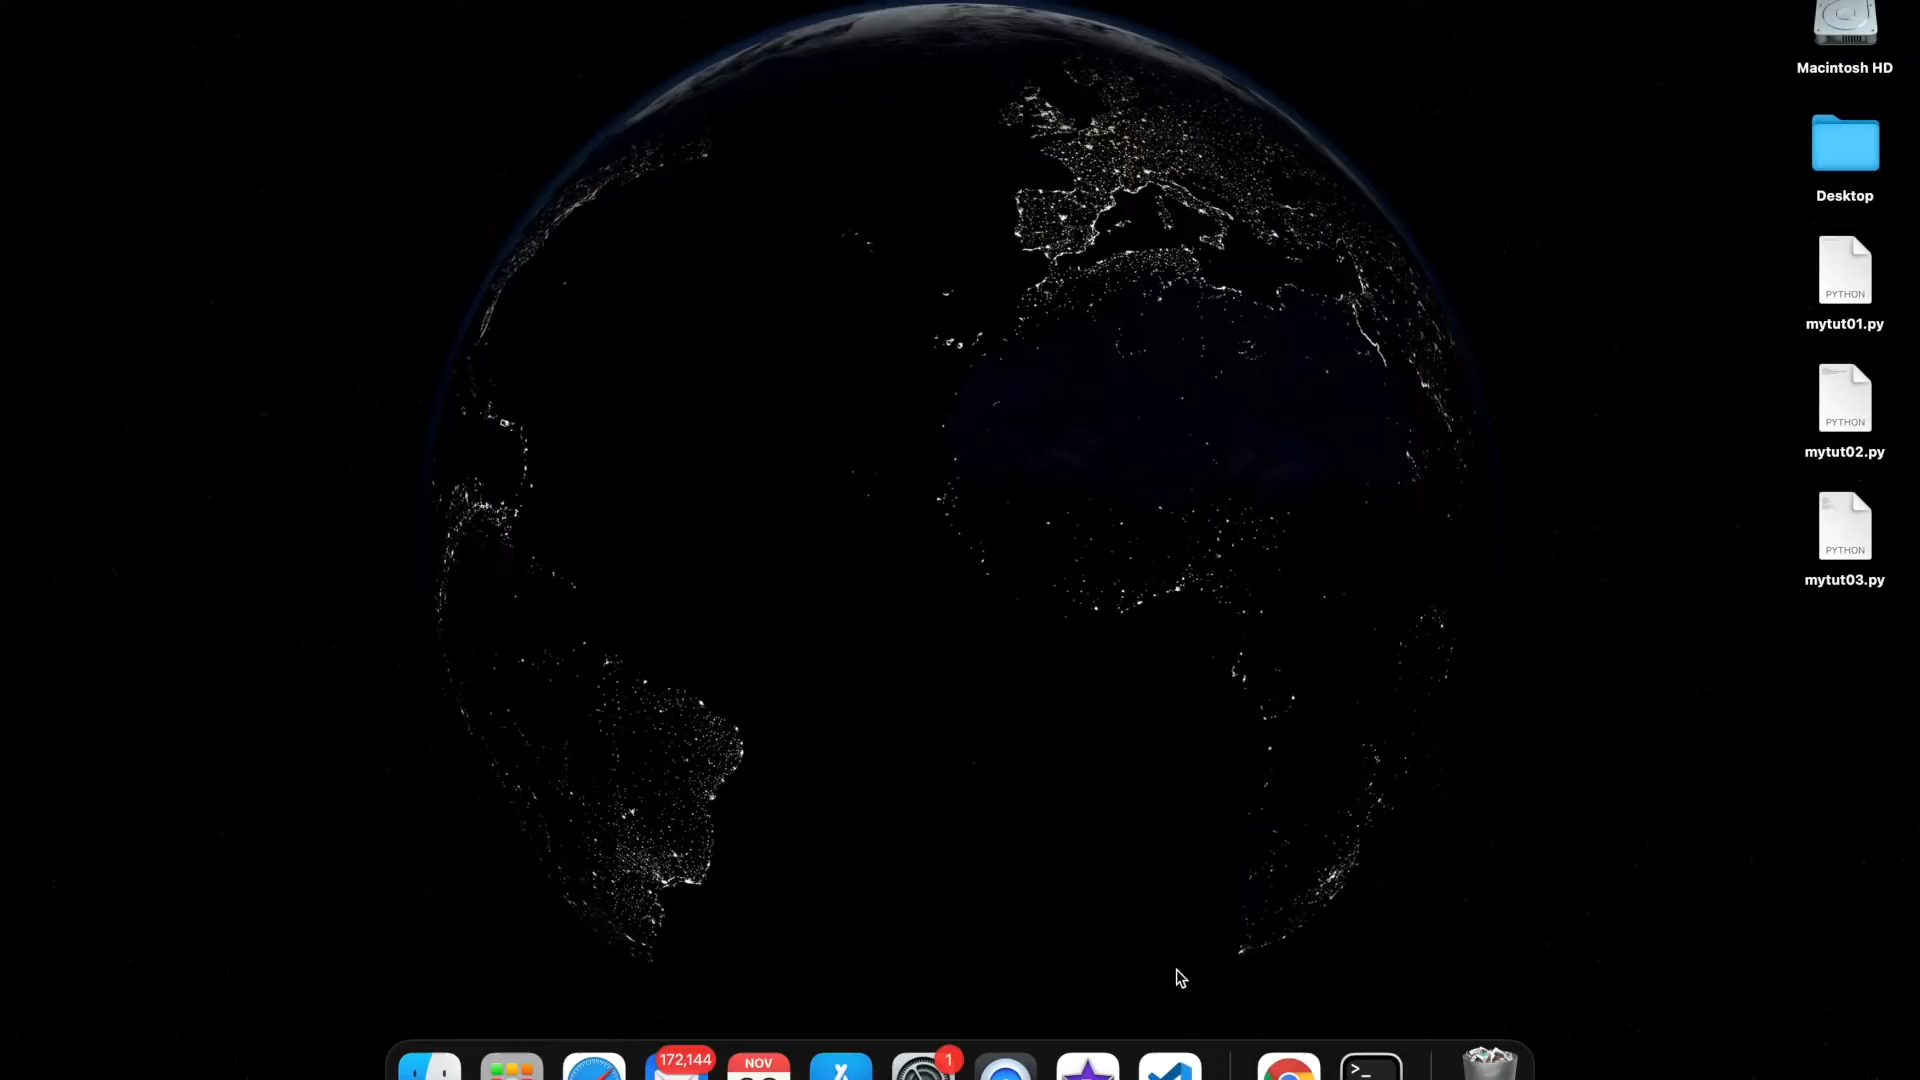 Macintosh HD
Desktop
PYTHON
mytut01.py
PYTHON
mytut02.py
PYTHON
mytut03.py
172,144
NOV
1
>_